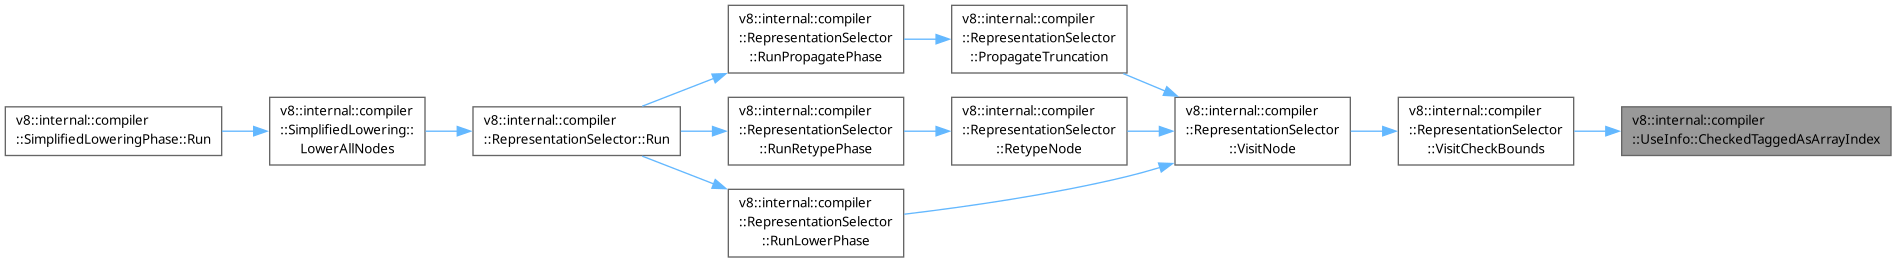 v8::internal::compiler
::SimplifiedLoweringPhase::Run
v8::internal::compiler
::SimplifiedLowering::
LowerAllNodes
v8::internal::compiler
::RepresentationSelector::Run
v8::internal::compiler
::RepresentationSelector
::RunPropagatePhase
v8::internal::compiler
::RepresentationSelector
::PropagateTruncation
v8::internal::compiler
::RepresentationSelector
::RunRetypePhase
v8::internal::compiler
::RepresentationSelector
::RetypeNode
v8::internal::compiler
::RepresentationSelector
::RunLowerPhase
v8::internal::compiler
::RepresentationSelector
::VisitNode
v8::internal::compiler
::RepresentationSelector
::VisitCheckBounds
v8::internal::compiler
::UseInfo::CheckedTaggedAsArrayIndex